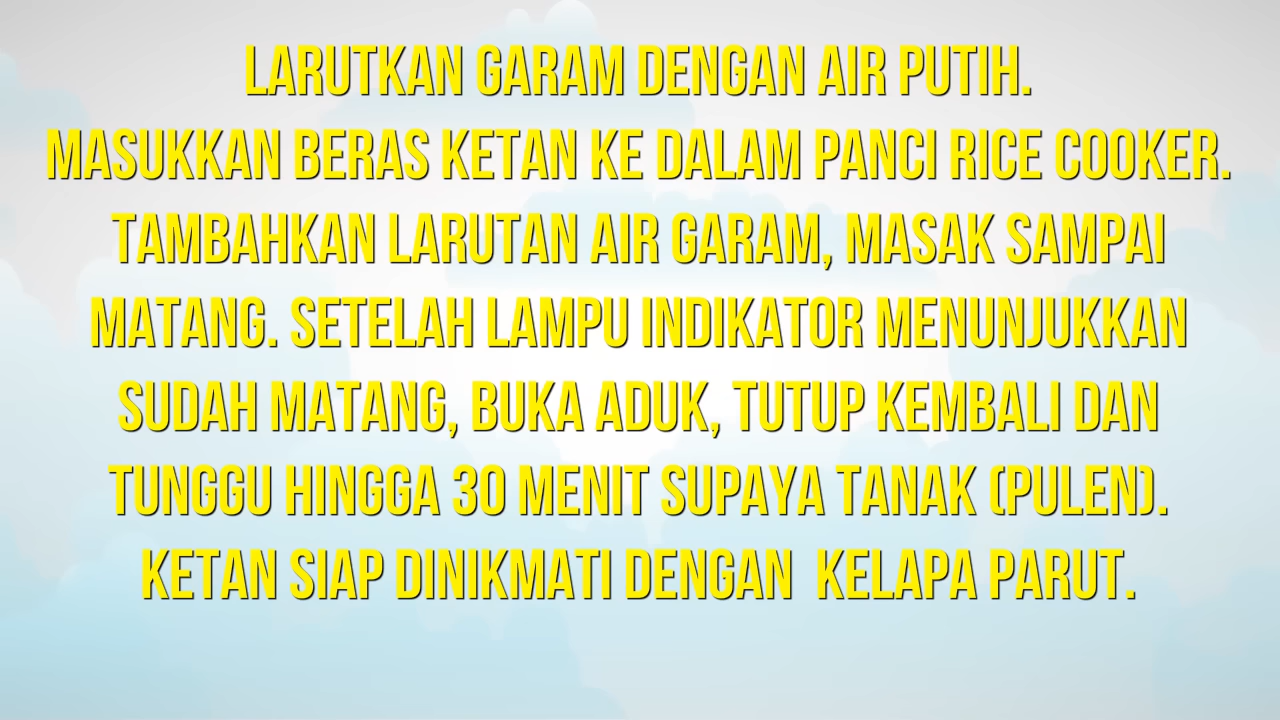 LARUTKAN GARAM DENGAN AIR PUTIH.
MASUKKAN BERAS KETAN KE DALAM PANCI RICE COOKER.
TAMBAHKAN LARUTAN AIR GARAM, MASAK SAMPAI
MATANG. SETELAH LAMPU INDIKATOR MENUNJUKKAN
SUDAH MATANG, BUKA ADUK, TUTUP KEMBALI DAN
TUNGGU HINGGA 30 MENIT SUPAYA TANAK (PULEN).
KETAN SIAP DINIKMATI DENGAN  KELAPA PARUT.